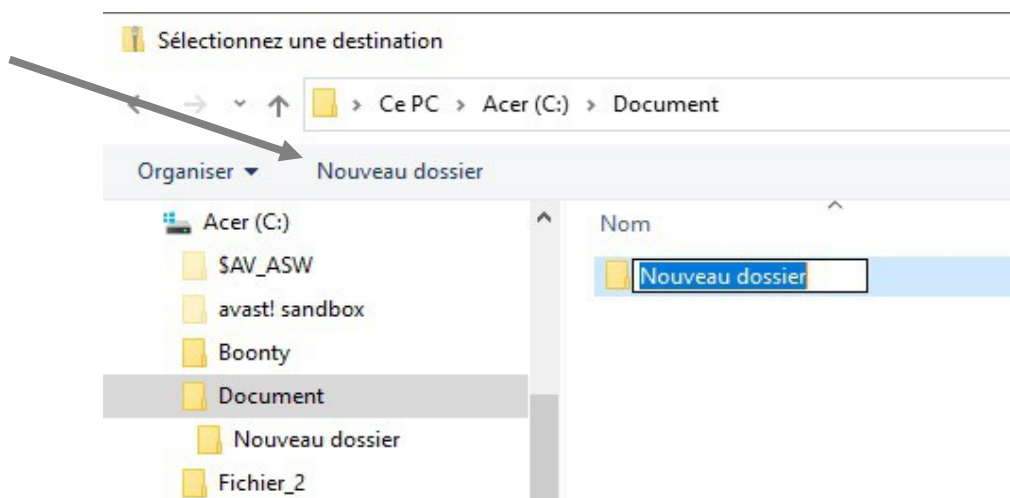 Sélectionnez une destination
Ce PC > Acer (C:) > Document
Organiser Nouveau dossier
Acer (C:)
Nom
$AV_ASW
Nouveau dossier
avast! sandbox
Boonty
Document
Nouveau dossier
Fichier_2